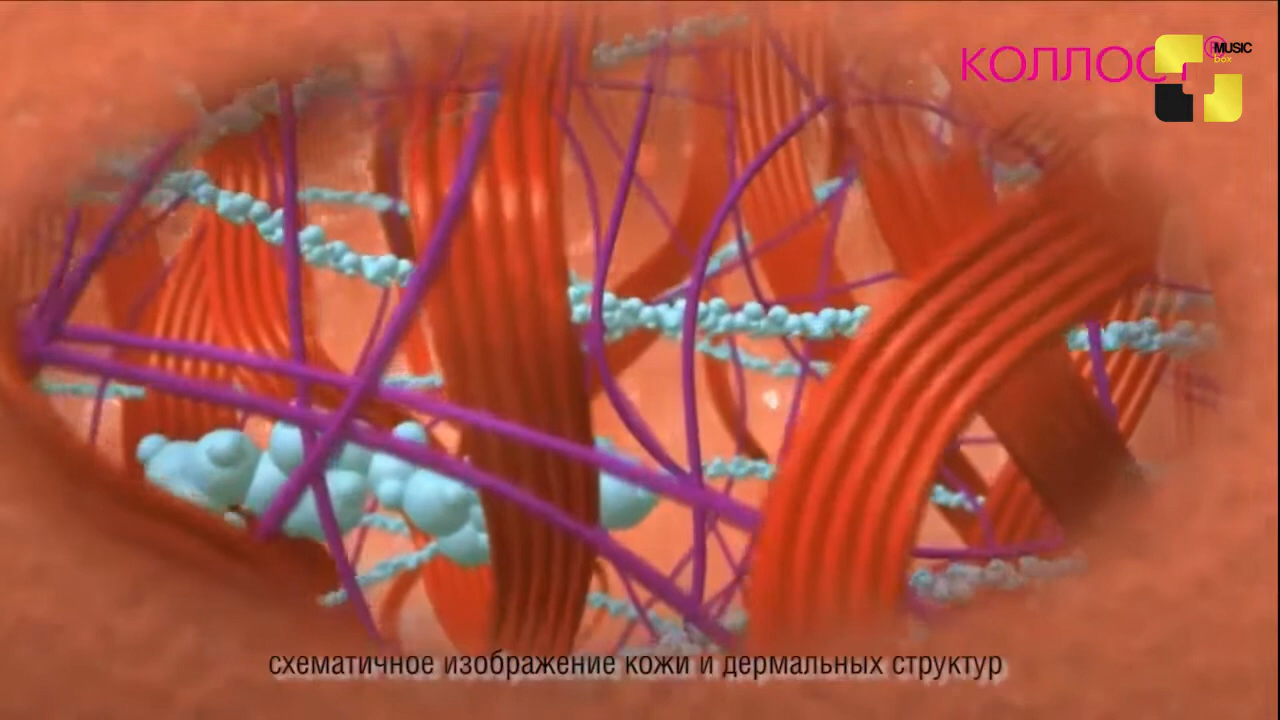 КОЛЛОСТ®
MUSIC
box
схематичное изображение кожи и дермальных структур